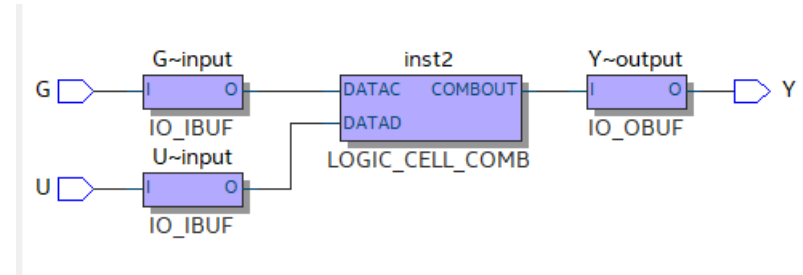 G~input inst2 Y~output
G I O DATAC COMBOUT I O Y
DATAD
IO_IBUF IO_OBUF
U~input LOGIC_CELL_COMB
U I O
IO_IBUF